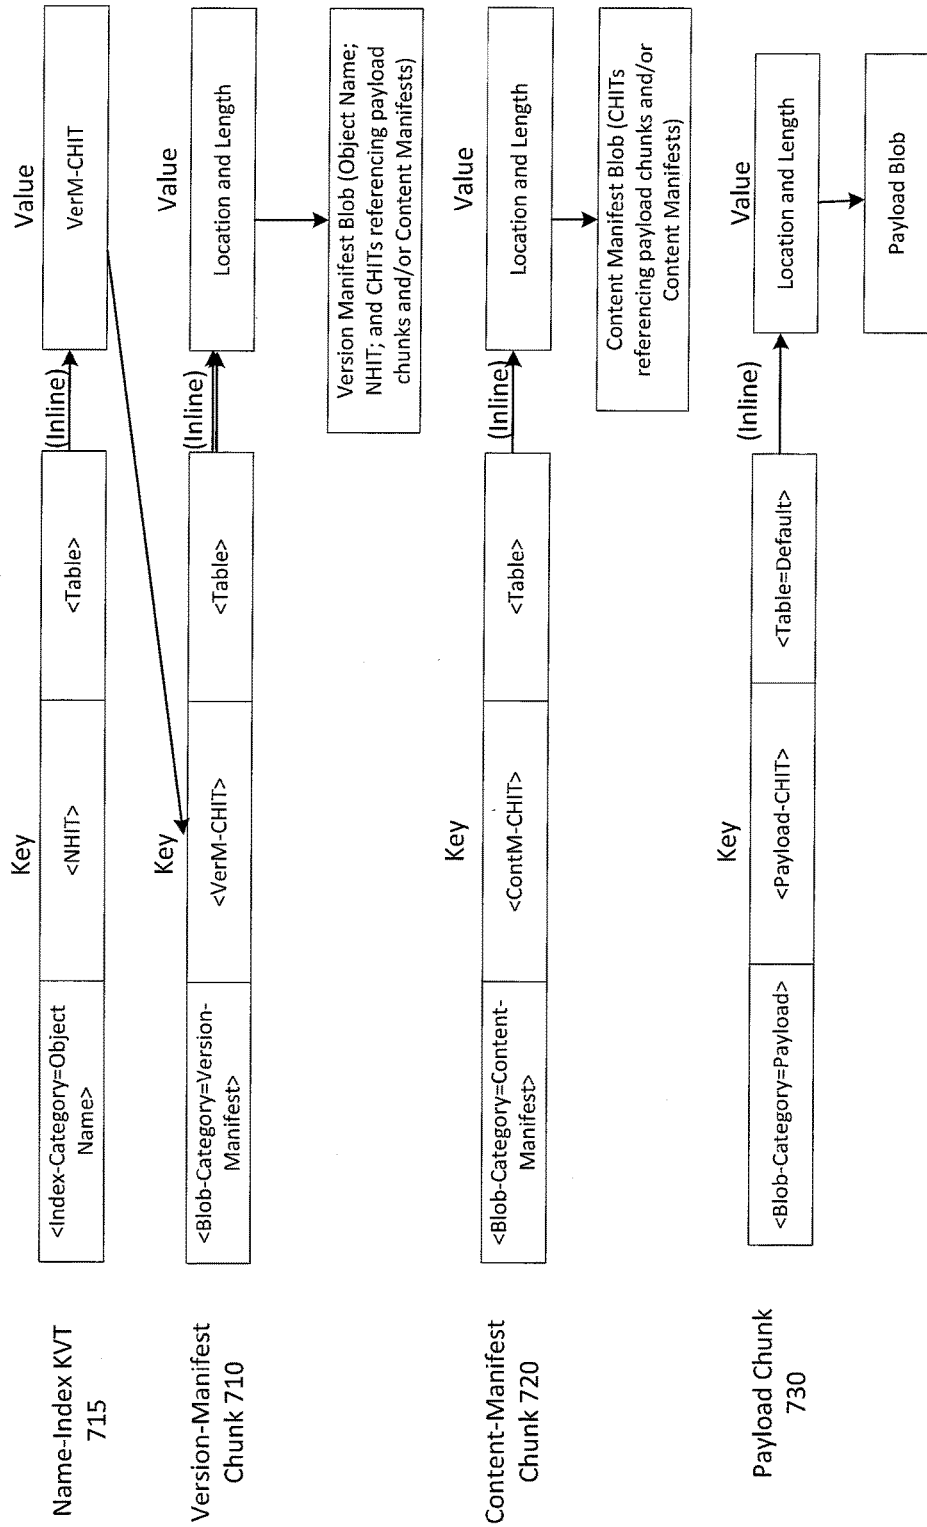 Name-Index KVT
715
Key
<Index-Category=Object
Name>
<NHIT>
<Table>
(Inline)
Value
VerM-CHIT
Version-Manifest
Chunk 710
Key
<Blob-Category=Version-
Manifest>
<VerM-CHIT>
<Table>
(Inline)
Value
Location and Length
Version Manifest Blob (Object Name;
NHIT; and CHITs referencing payload
chunks and/or Content Manifests)
Content-Manifest
Chunk 720
Key
<Blob-Category=Content-
Manifest>
<ContM-CHIT>
<Table>
(Inline)
Value
Location and Length
Content Manifest Blob (CHITs
referencing payload chunks and/or
Content Manifests)
Payload Chunk
730
Key
<Blob-Category=Payload>
<Payload-CHIT>
<Table=Default>
(Inline)
Value
Location and Length
Payload Blob